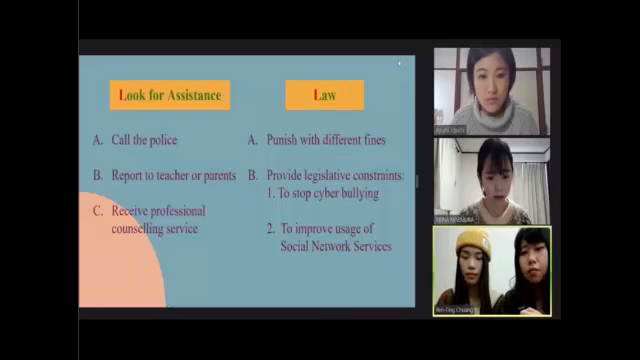 Look for Assistance
A. Call the police
B. Report to teacher or parents
C. Receive professional
counselling service
Law
A. Punish with different fines
B. Provide legislative constraints:
1. To stop cyber bullying
2. To improve usage of
Social Network Services
Yen-Ting Chuang